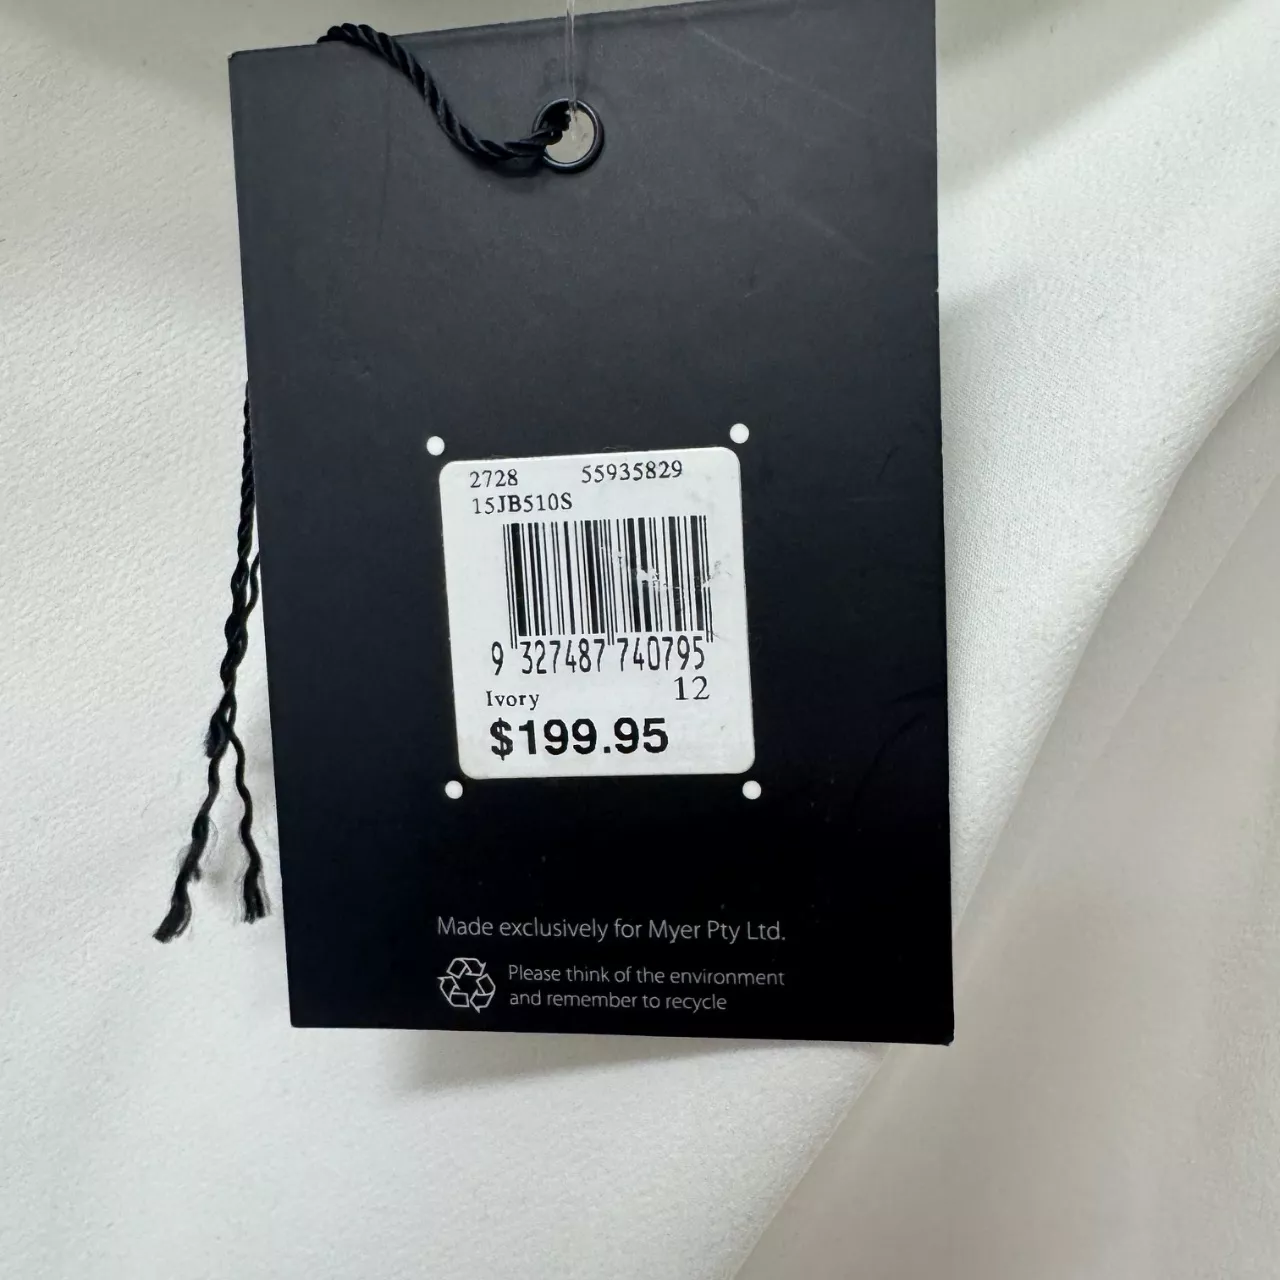 2728 55935829
15JB510S
9 327487 740795
Ivory 12
$199.95
Made exclusively for Myer Pty Ltd.
Please think of the environment
and remember to recycle